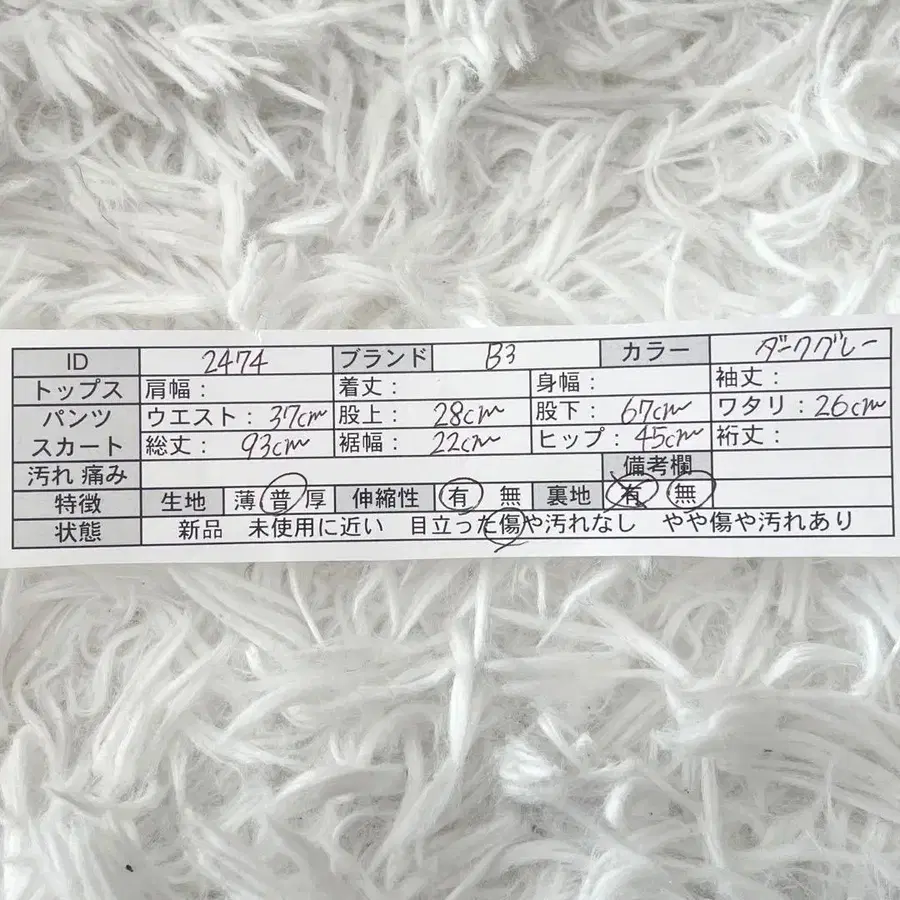 ID 2474 ブランド B3 カラー ダークグレー
トップス 肩幅： 着丈： 身幅： 袖丈：
パンツ ウエスト：37cm 股上：28cm 股下：67cm ワタリ：26cm
スカート 総丈：93cm 裾幅：22cm ヒップ：45cm 裄丈：
汚れ 痛み 備考欄
特徴 生地 薄 普 厚 伸縮性 有 無 裏地 有 無
状態 新品 未使用に近い 目立った傷や汚れなし やや傷や汚れあり